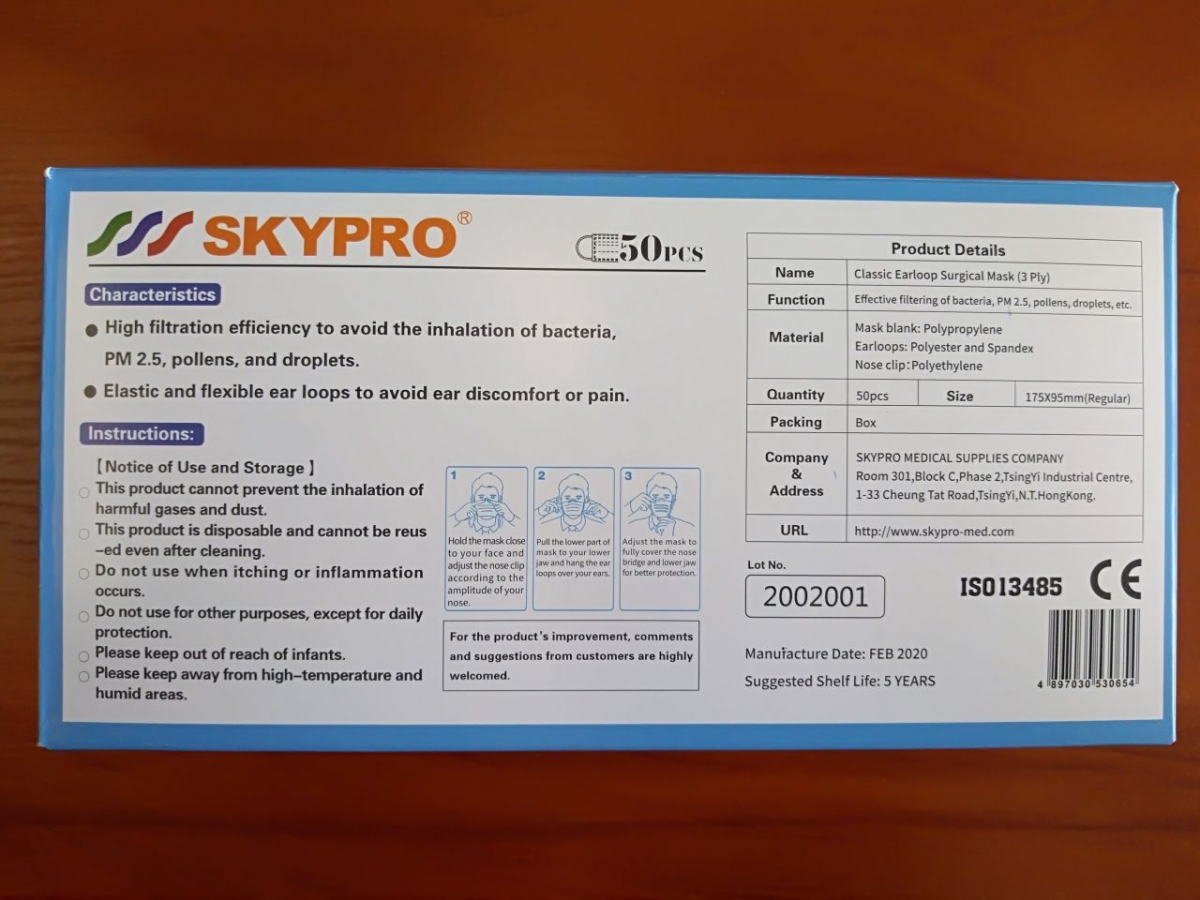 SKYPRO®
50PCS
Characteristics
● High filtration efficiency to avoid the inhalation of bacteria,
PM 2.5, pollens, and droplets.
● Elastic and flexible ear loops to avoid ear discomfort or pain.
Instructions:
【Notice of Use and Storage】
○ This product cannot prevent the inhalation of
harmful gases and dust.
○ This product is disposable and cannot be reus
-ed even after cleaning.
○ Do not use when itching or inflammation
occurs.
○ Do not use for other purposes, except for daily
protection.
○ Please keep out of reach of infants.
○ Please keep away from high-temperature and
humid areas.
1
Hold the mask close
to your face and
adjust the nose clip
according to the
amplitude of your
nose.
2
Pull the lower part of
mask to your lower
jaw and hang the ear
loops over your ears.
3
Adjust the mask to
fully cover the nose
bridge and lower jaw
for better protection.
For the product's improvement, comments
and suggestions from customers are highly
welcomed.
Product Details
Name Classic Earloop Surgical Mask (3 Ply)
Function Effective filtering of bacteria, PM 2.5, pollens, droplets, etc.
Material
Mask blank: Polypropylene
Earloops: Polyester and Spandex
Nose clip:Polyethylene
Quantity 50pcs Size 175X95mm(Regular)
Packing Box
Company
&
Address
SKYPRO MEDICAL SUPPLIES COMPANY
Room 301,Block C,Phase 2,TsingYi Industrial Centre,
1-33 Cheung Tat Road,TsingYi,N.T.HongKong.
URL http://www.skypro-med.com
Lot No.
2002001
ISO13485 CE
Manufacture Date: FEB 2020
Suggested Shelf Life: 5 YEARS
4 897030 530654